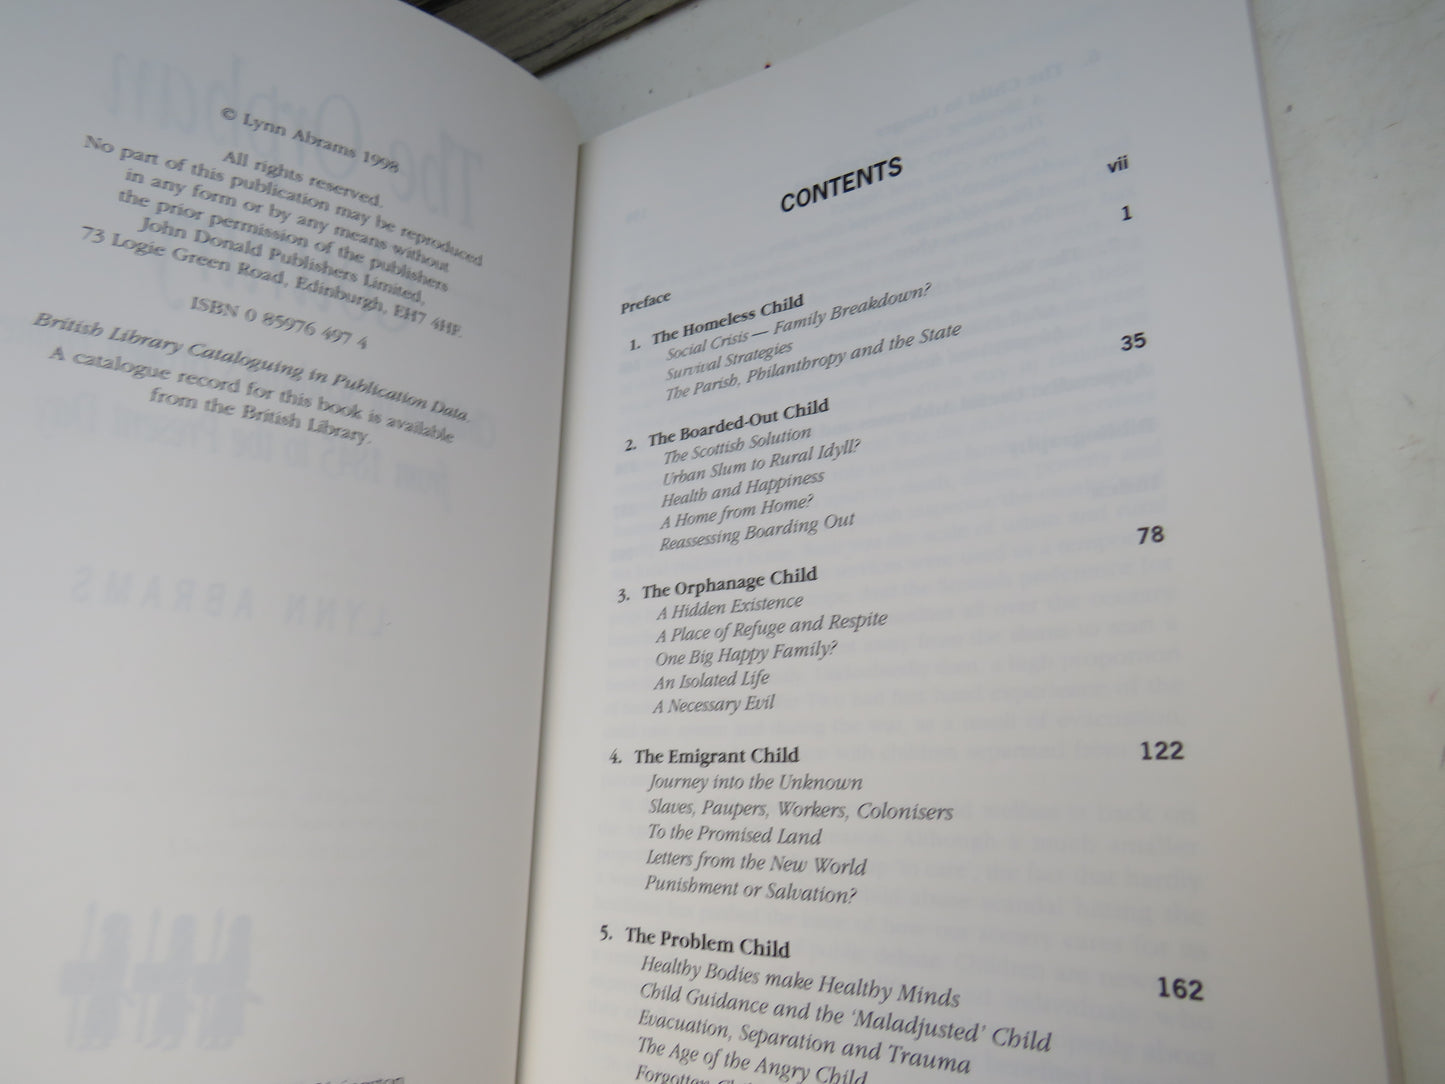 © Lynn Abrams 1998
All rights reserved.
No part of this publication may be reproduced
in any form or by any means without
the prior permission of the publishers
John Donald Publishers Limited,
73 Logie Green Road, Edinburgh, EH7 4HF.
ISBN 0 85976 497 4
British Library Cataloguing in Publication Data.
A catalogue record for this book is available
from the British Library.
CONTENTS
Preface vii
1. The Homeless Child 1
Social Crisis — Family Breakdown?
Survival Strategies
The Parish, Philanthropy and the State
2. The Boarded-Out Child 35
The Scottish Solution
Urban Slum to Rural Idyll?
Health and Happiness
A Home from Home?
Reassessing Boarding Out
3. The Orphanage Child 78
A Hidden Existence
A Place of Refuge and Respite
One Big Happy Family?
An Isolated Life
A Necessary Evil
4. The Emigrant Child 122
Journey into the Unknown
Slaves, Paupers, Workers, Colonisers
To the Promised Land
Letters from the New World
Punishment or Salvation?
5. The Problem Child 162
Healthy Bodies make Healthy Minds
Child Guidance and the 'Maladjusted' Child
Evacuation, Separation and Trauma
The Age of the Angry Child
Forgotten